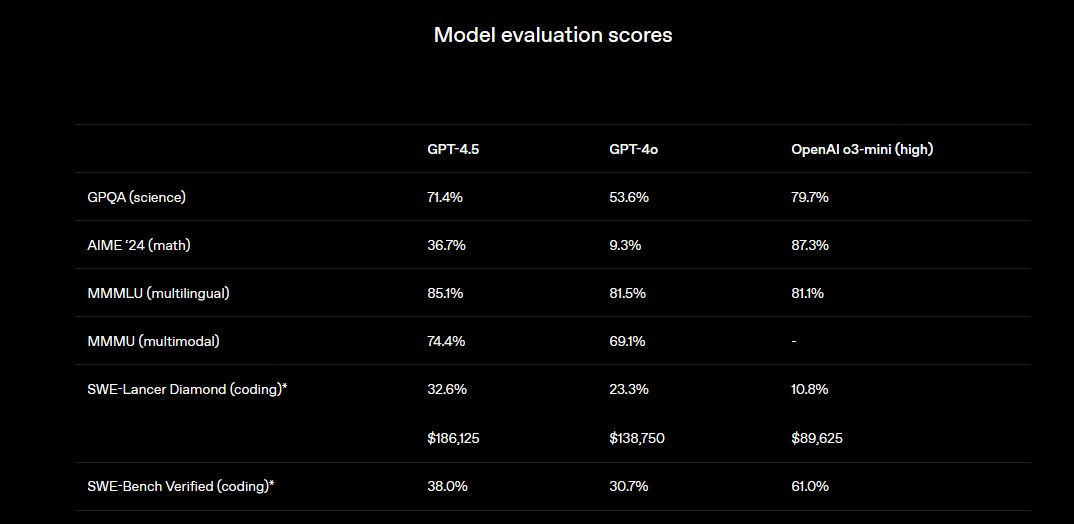 Model evaluation scores
GPT-4.5 GPT-4o OpenAI o3-mini (high)
GPQA (science) 71.4% 53.6% 79.7%
AIME ‘24 (math) 36.7% 9.3% 87.3%
MMMLU (multilingual) 85.1% 81.5% 81.1%
MMMU (multimodal) 74.4% 69.1% -
SWE-Lancer Diamond (coding)* 32.6% 23.3% 10.8%
$186,125 $138,750 $89,625
SWE-Bench Verified (coding)* 38.0% 30.7% 61.0%